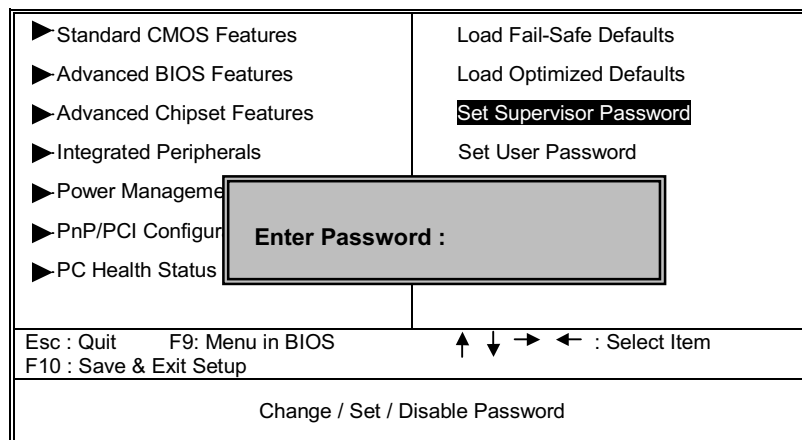 Standard CMOS Features
Advanced BIOS Features
Advanced Chipset Features
Integrated Peripherals
Power Manageme
PnP/PCI Configur
PC Health Status
Load Fail-Safe Defaults
Load Optimized Defaults
Set Supervisor Password
Set User Password
Enter Password :
Esc : Quit F9: Menu in BIOS
F10 : Save & Exit Setup
↑ ↓ → ← : Select Item
Change / Set / Disable Password